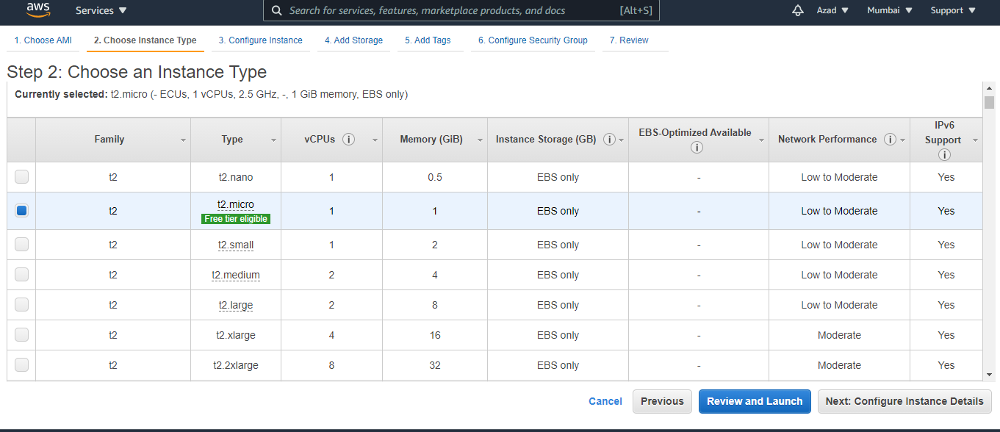 aws Services Search for services, features, marketplace products, and docs [Alt+S] Azad Mumbai Support
1. Choose AMI 2. Choose Instance Type 3. Configure Instance 4. Add Storage 5. Add Tags 6. Configure Security Group 7. Review
Step 2: Choose an Instance Type
Currently selected: t2.micro (- ECUs, 1 vCPUs, 2.5 GHz, -, 1 GiB memory, EBS only)
Family Type vCPUs i Memory (GiB) Instance Storage (GB) i EBS-Optimized Available i Network Performance i IPv6 Support i
t2 t2.nano 1 0.5 EBS only - Low to Moderate Yes
t2 t2.micro Free tier eligible 1 1 EBS only - Low to Moderate Yes
t2 t2.small 1 2 EBS only - Low to Moderate Yes
t2 t2.medium 2 4 EBS only - Low to Moderate Yes
t2 t2.large 2 8 EBS only - Low to Moderate Yes
t2 t2.xlarge 4 16 EBS only - Moderate Yes
t2 t2.2xlarge 8 32 EBS only - Moderate Yes
Cancel Previous Review and Launch Next: Configure Instance Details